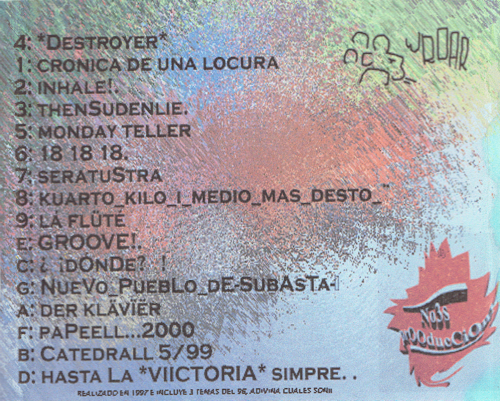 4: *DESTROYER*
1: CRONICA DE UNA LOCURA
2: INHALE!.
3: THENSUDENLIE.
5: MONDAY TELLER
6: 18 18 18.
7: SERATUSTRA
8: KUARTO_KILO_I_MEDIO_MAS_DESTO_"
9: LA FLÜTÉ
E: GROOVE!.
C: ¿ ¡DÓNDE? !
G: NUEVO_PUEBLO_DE-SUBASTA-
A: DER KLÄVÏËR
F: PAPEELL...2000
B: CATEDRALL 5/99
D: HASTA LA *VIICTORIA* SIMPRE. .
REALIZADO EN 1997 E INCLUYE 3 TEMAS DEL 98, ADIVINA CUALES SON!!